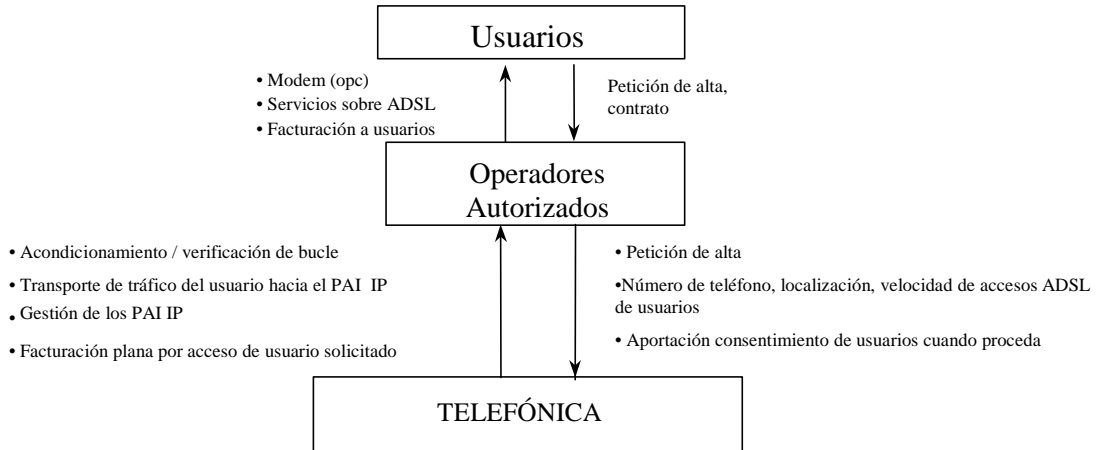 Usuarios
• Modem (opc)
• Servicios sobre ADSL
• Facturación a usuarios
Petición de alta,
contrato
Operadores
Autorizados
• Acondicionamiento / verificación de bucle
• Transporte de tráfico del usuario hacia el PAI IP
• Gestión de los PAI IP
• Facturación plana por acceso de usuario solicitado
• Petición de alta
•Número de teléfono, localización, velocidad de accesos ADSL
de usuarios
• Aportación consentimiento de usuarios cuando proceda
TELEFÓNICA